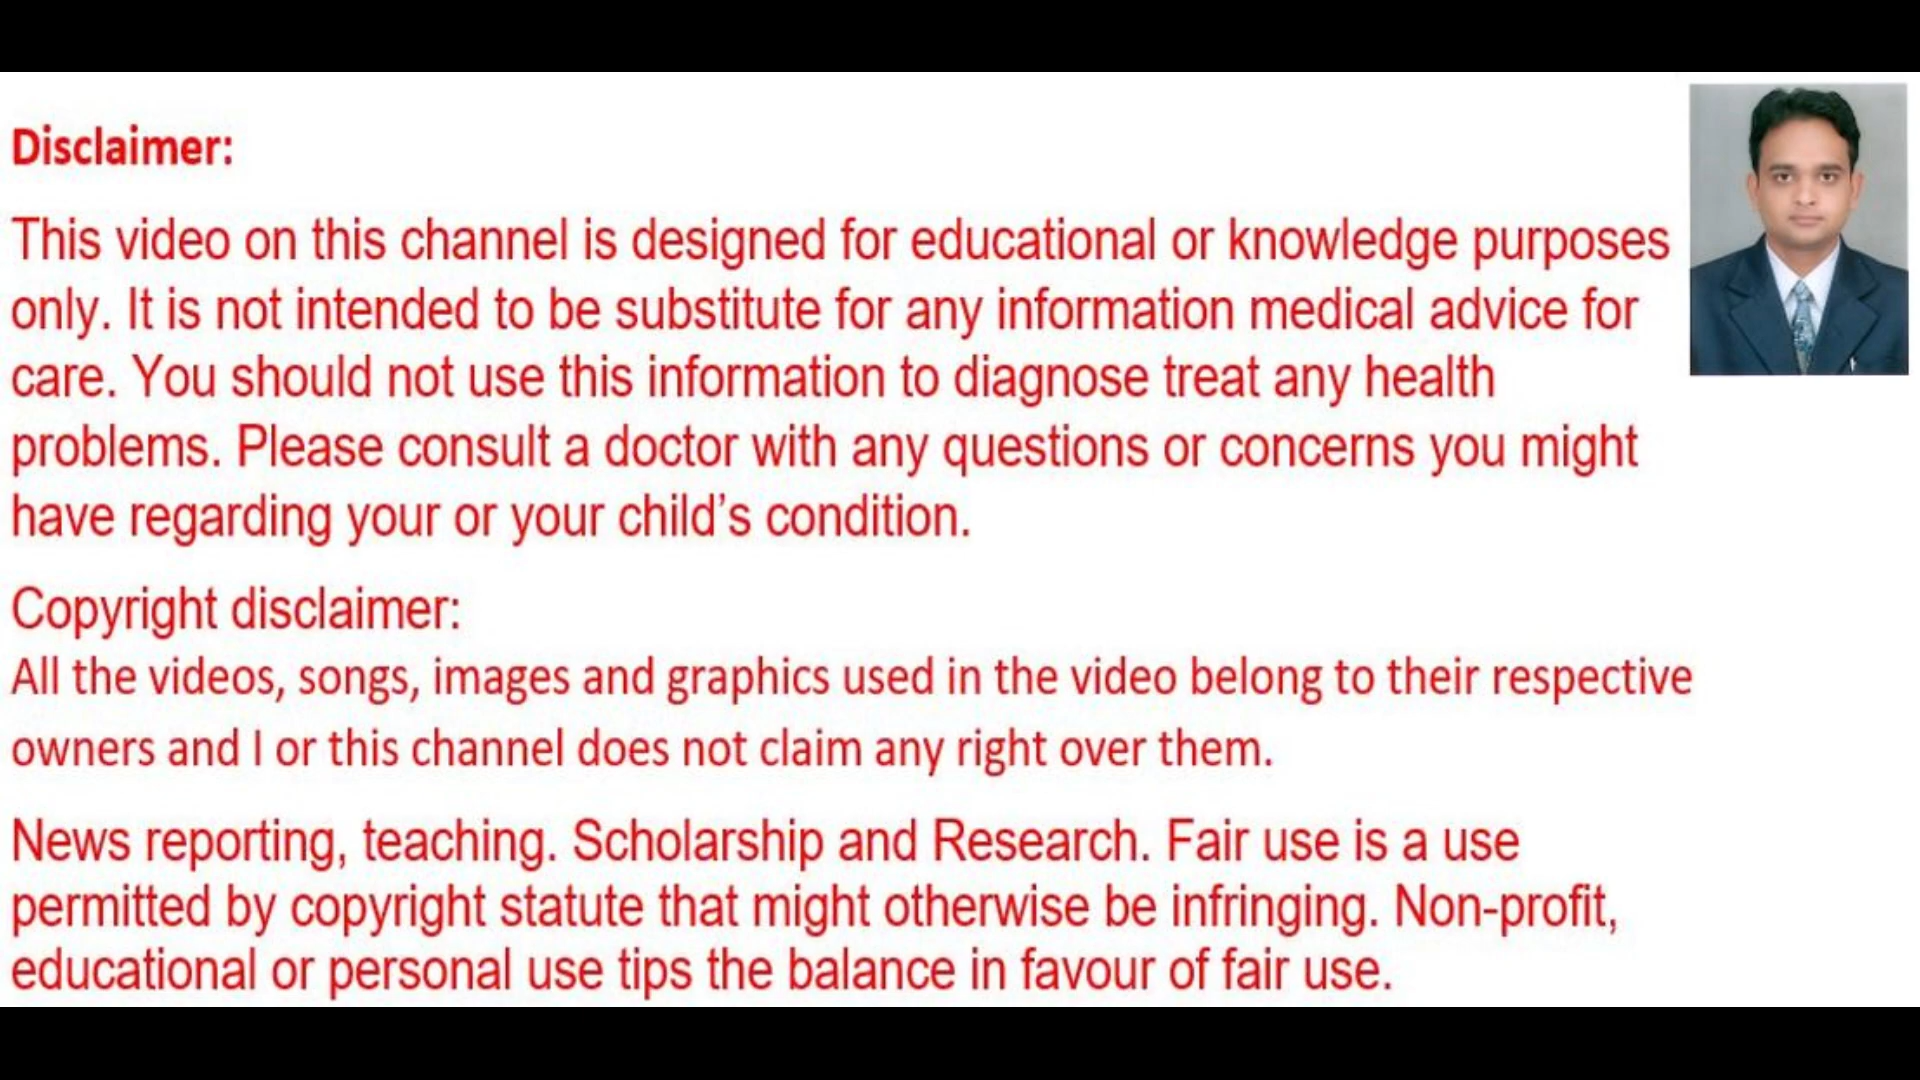 Disclaimer:
This video on this channel is designed for educational or knowledge purposes
only. It is not intended to be substitute for any information medical advice for
care. You should not use this information to diagnose treat any health
problems. Please consult a doctor with any questions or concerns you might
have regarding your or your child’s condition.
Copyright disclaimer:
All the videos, songs, images and graphics used in the video belong to their respective
owners and I or this channel does not claim any right over them.
News reporting, teaching. Scholarship and Research. Fair use is a use
permitted by copyright statute that might otherwise be infringing. Non-profit,
educational or personal use tips the balance in favour of fair use.